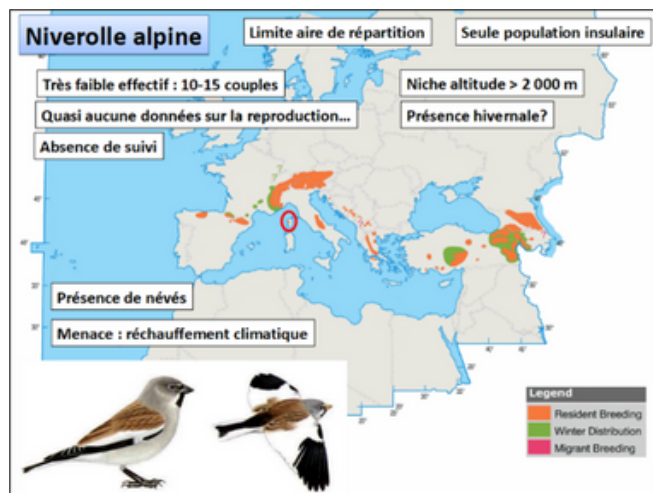 Niverolle alpine
Limite aire de répartition
Seule population insulaire
Très faible effectif : 10-15 couples
Niche altitude > 2 000 m
Quasi aucune données sur la reproduction...
Présence hivernale?
Absence de suivi
Présence de névés
Menace : réchauffement climatique
Legend
Resident Breeding
Winter Distribution
Migrant Breeding